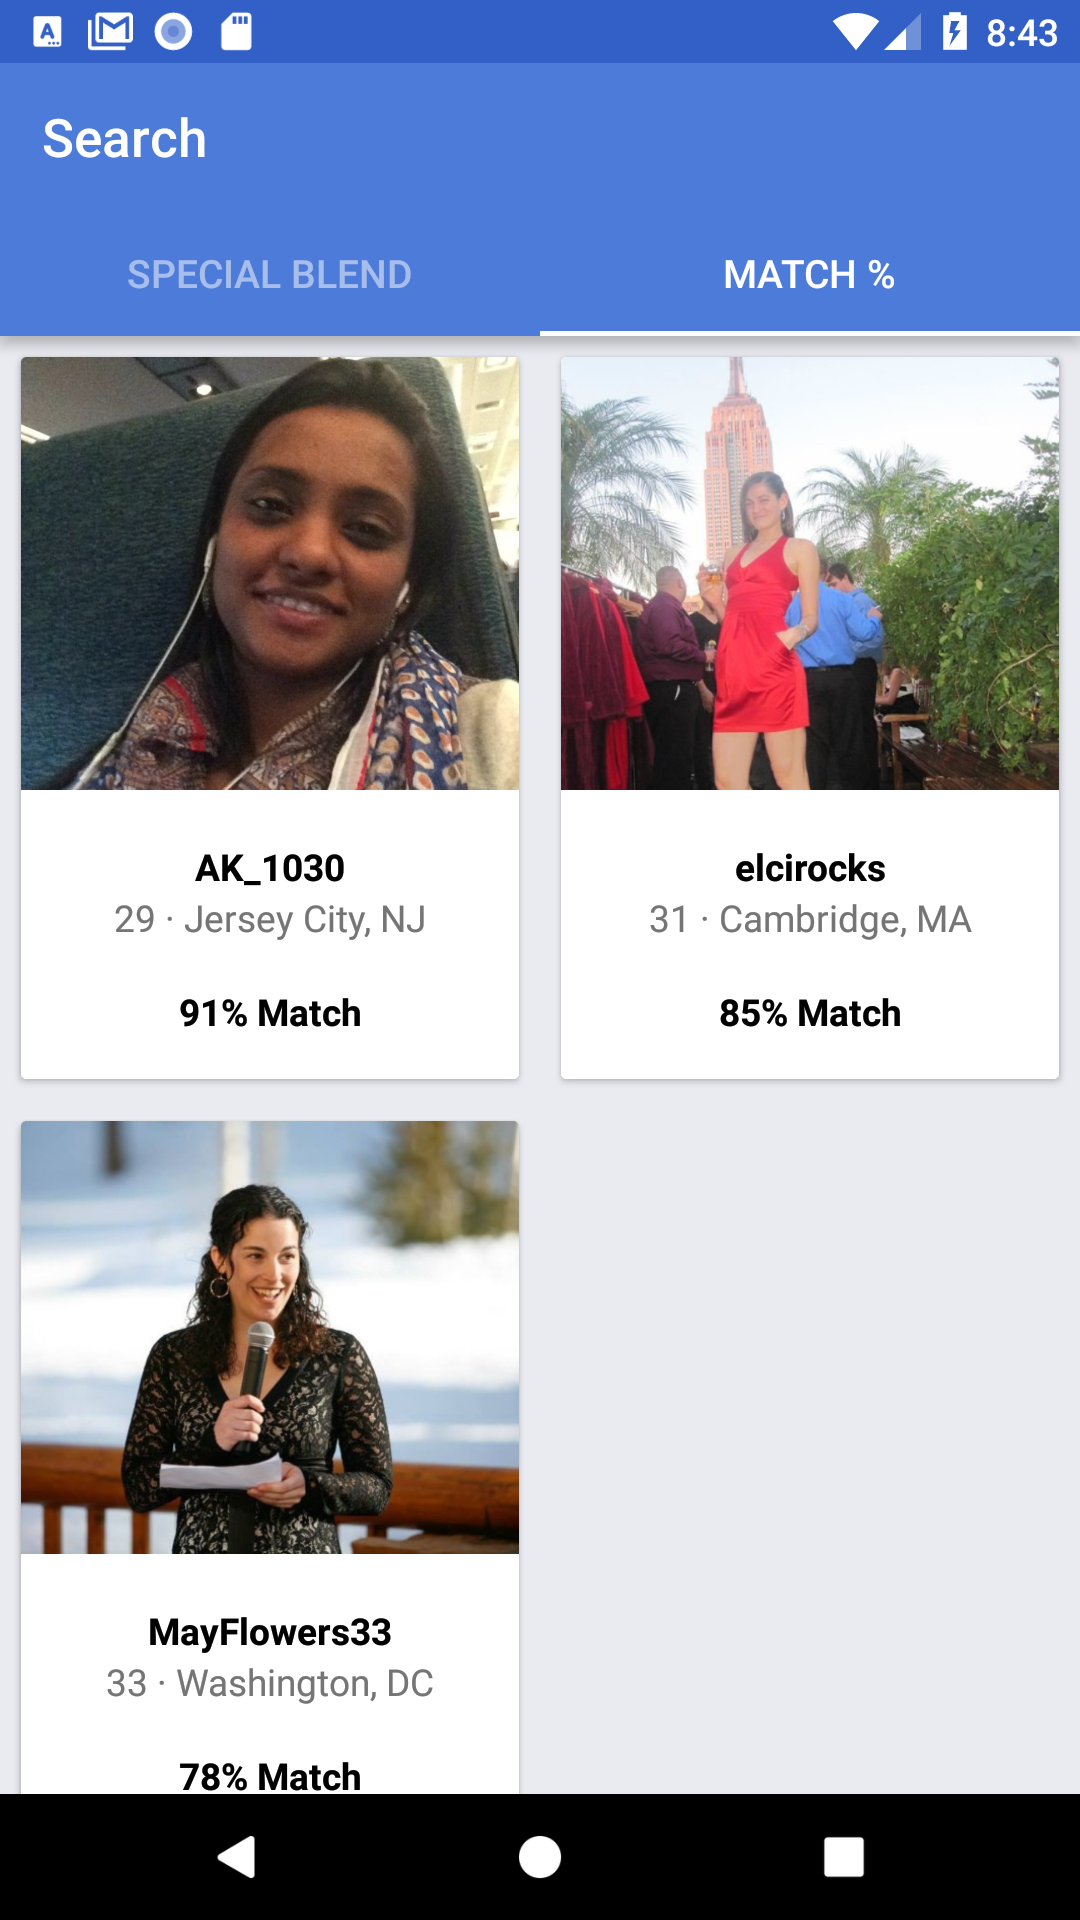 8:43
Search
SPECIAL BLEND
MATCH %
AK_1030
29 · Jersey City, NJ
91% Match
elcirocks
31 · Cambridge, MA
85% Match
MayFlowers33
33 · Washington, DC
78% Match